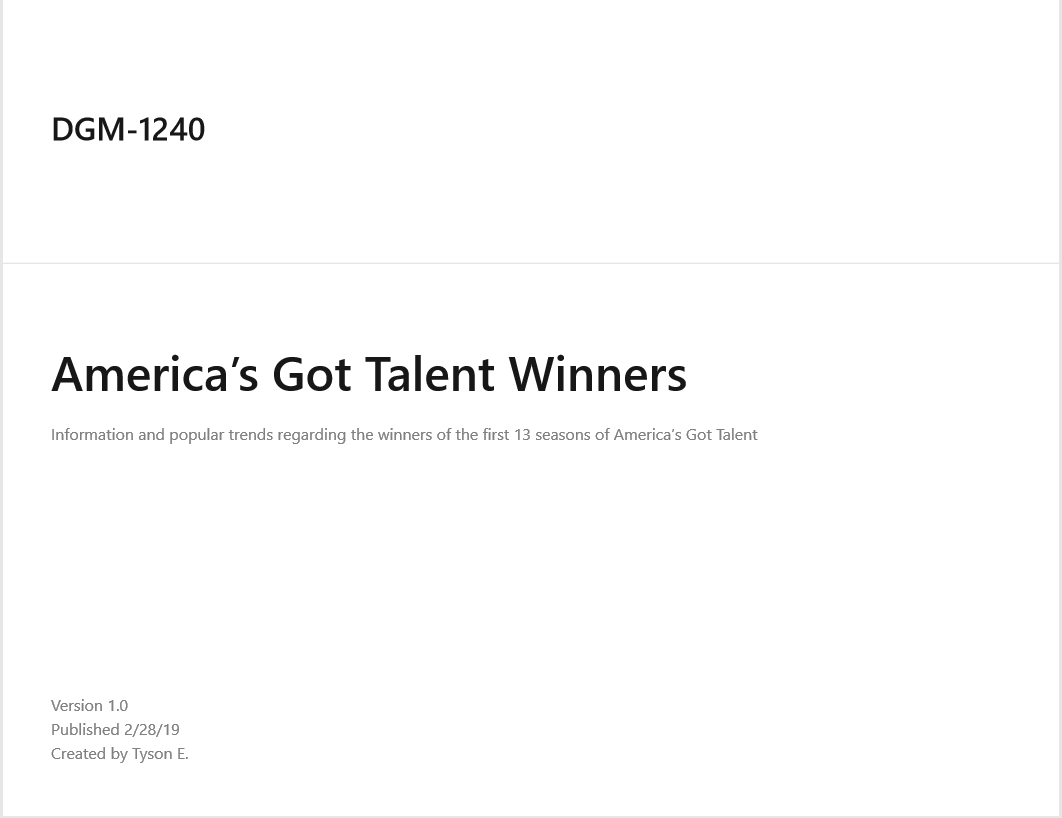 DGM-1240
America’s Got Talent Winners
Information and popular trends regarding the winners of the first 13 seasons of America’s Got Talent
Version 1.0
Published 2/28/19
Created by Tyson E.